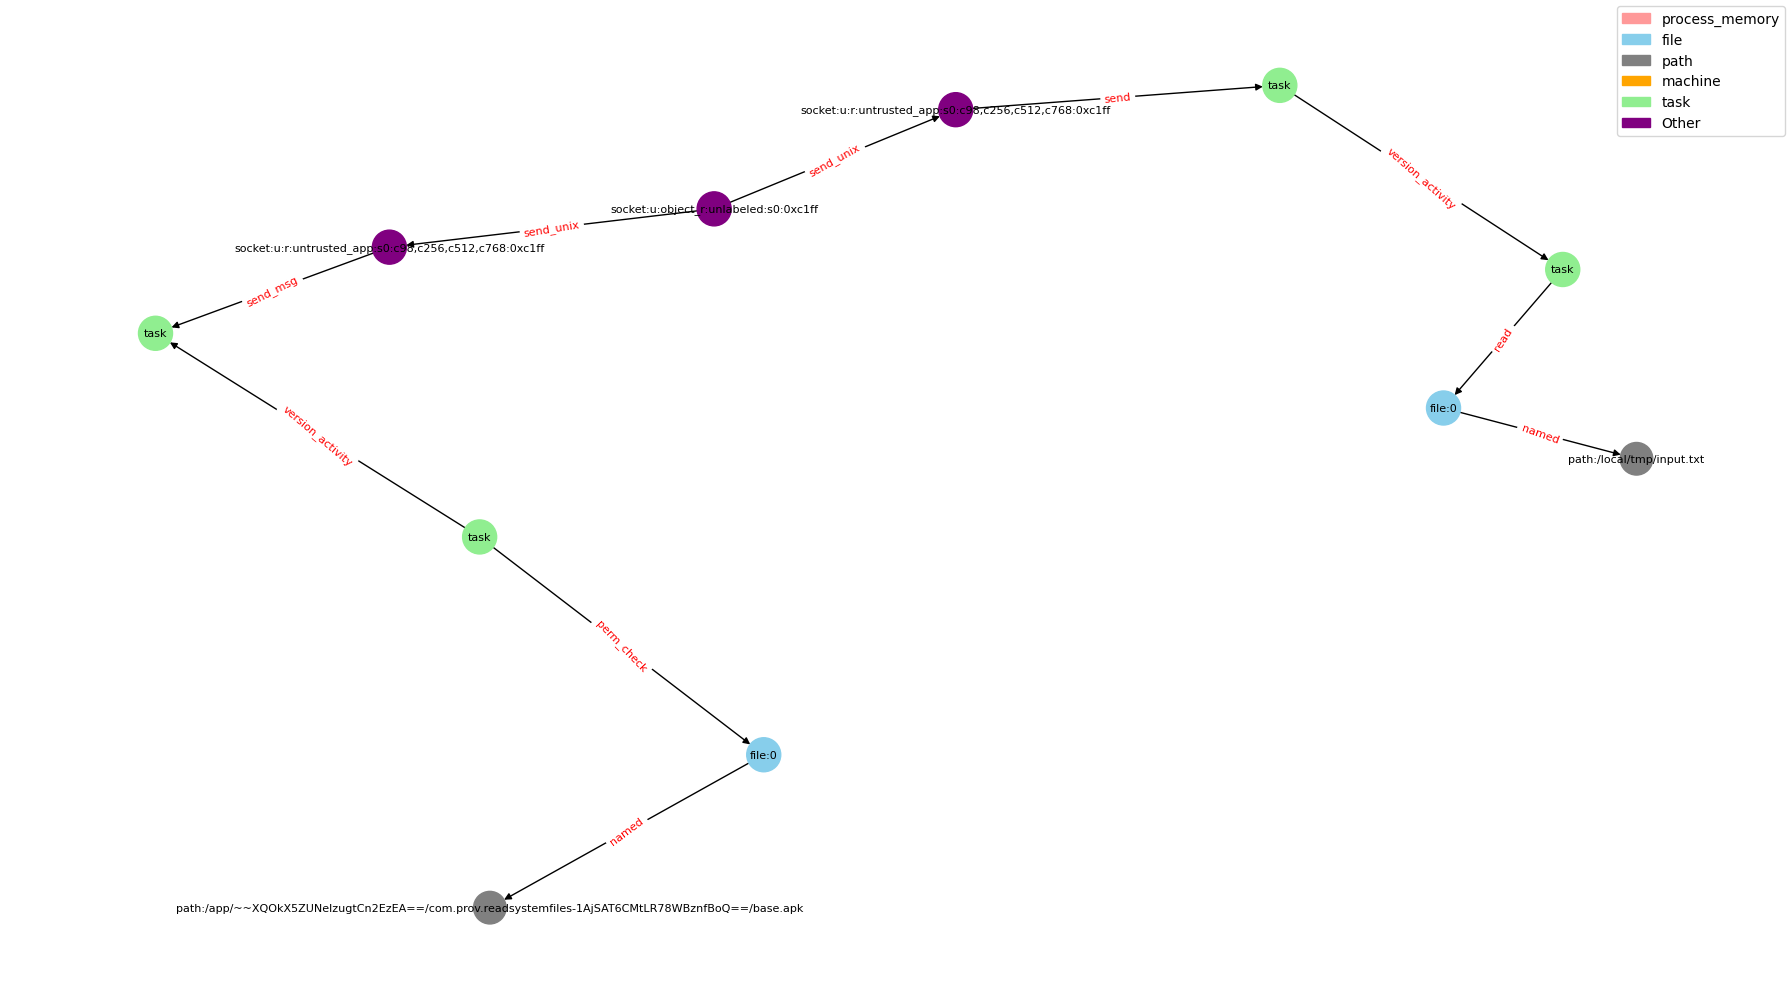 process_memory
file
path
machine
task
Other
task
send
socket:u:r:untrusted_app:s0:c98,c256,c512,c768:0xc1ff
version_activity
send_unix
socket:u:object_r:unlabeled:s0:0xc1ff
send_unix
socket:u:r:untrusted_app:s0:c98,c256,c512,c768:0xc1ff
task
send_msg
task
read
file:0
named
path:/local/tmp/input.txt
version_activity
task
perm_check
file:0
named
path:/app/~~XQOkX5ZUNelzugtCn2EzEA==/com.prov.readsystemfiles-1AjSAT6CMtLR78WBznfBoQ==/base.apk